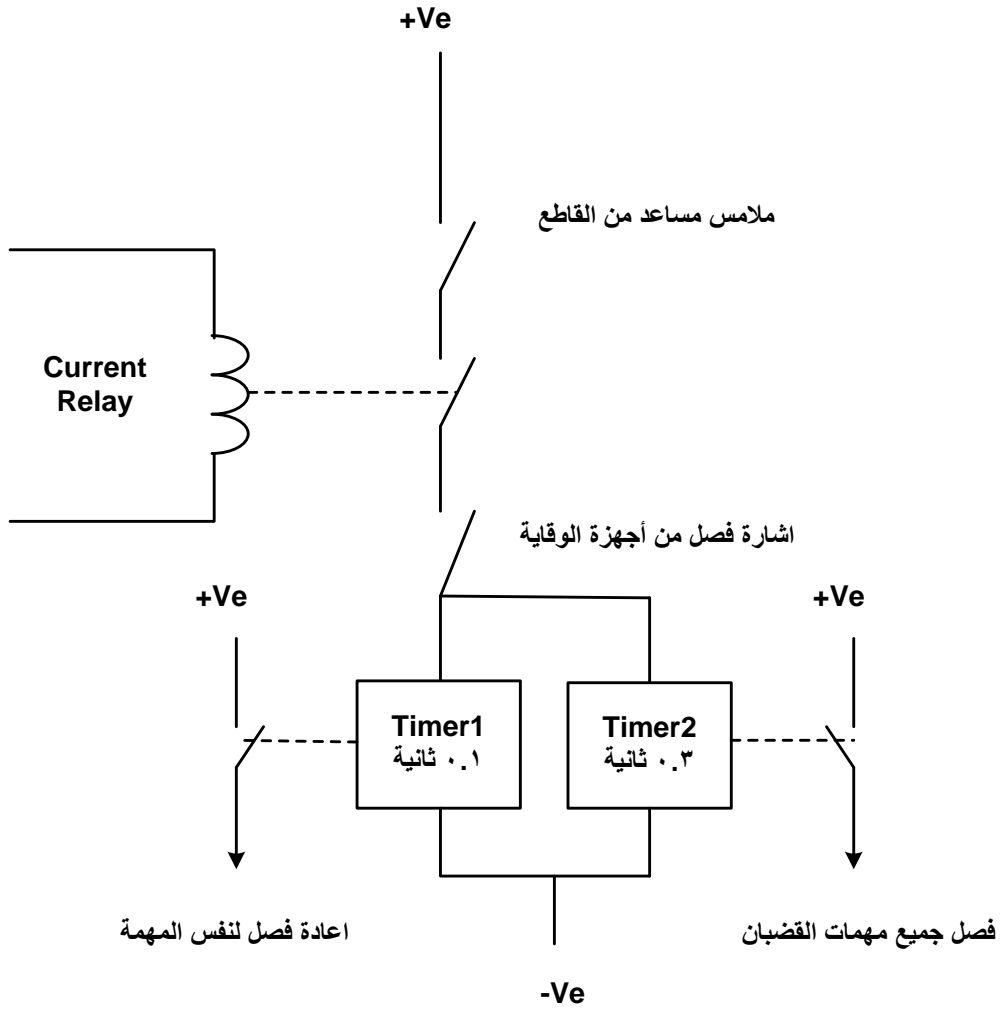 +Ve
ملامس مساعد من القاطع
Current
Relay
اشارة فصل من أجهزة الوقاية
+Ve
+Ve
Timer1
٠.١ ثانية
Timer2
٠.٣ ثانية
اعادة فصل لنفس المهمة
فصل جميع مهمات القضبان
-Ve